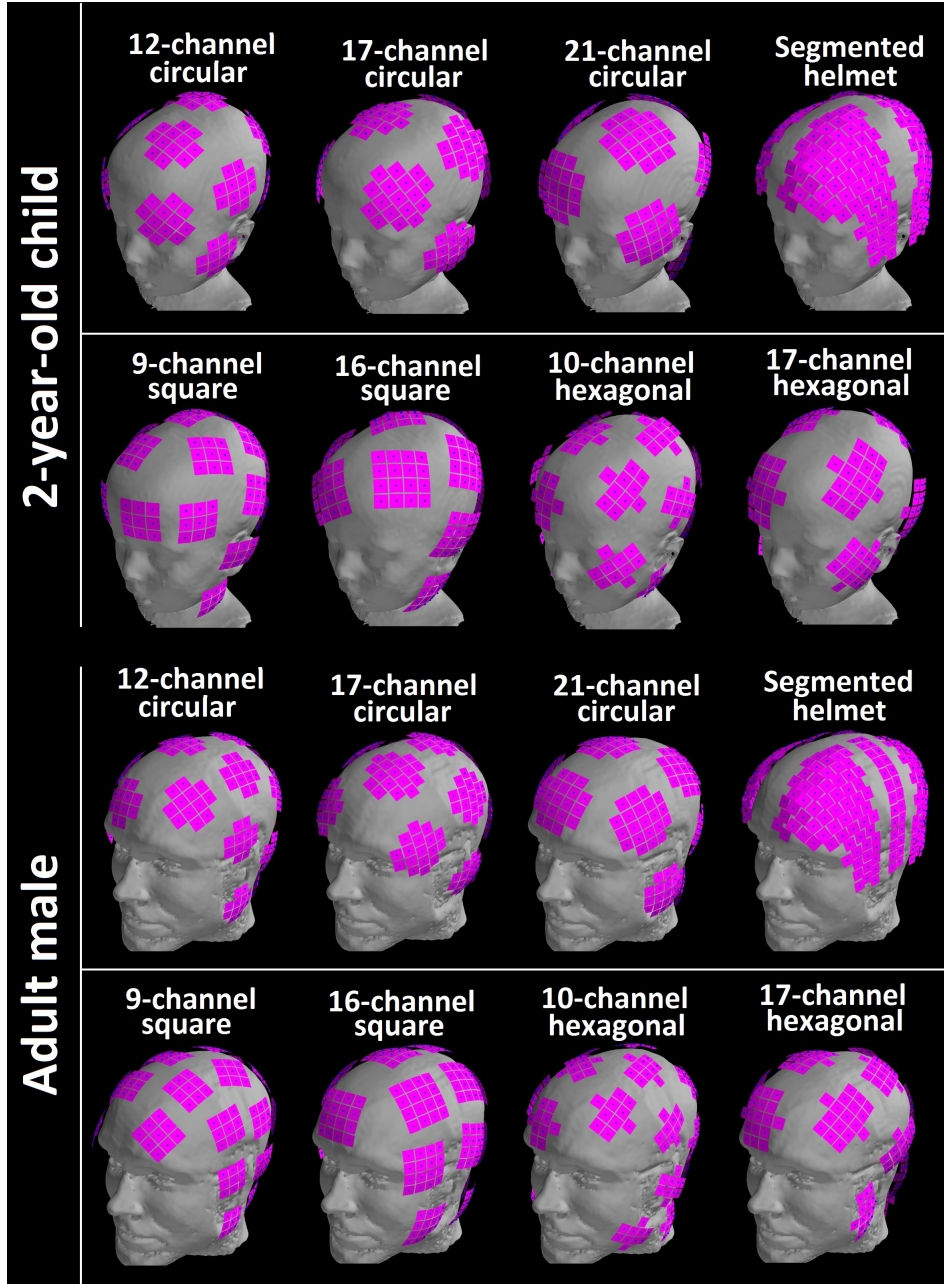 2-year-old child
12-channel
circular
17-channel
circular
21-channel
circular
Segmented
helmet
9-channel
square
16-channel
square
10-channel
hexagonal
17-channel
hexagonal
Adult male
12-channel
circular
17-channel
circular
21-channel
circular
Segmented
helmet
9-channel
square
16-channel
square
10-channel
hexagonal
17-channel
hexagonal